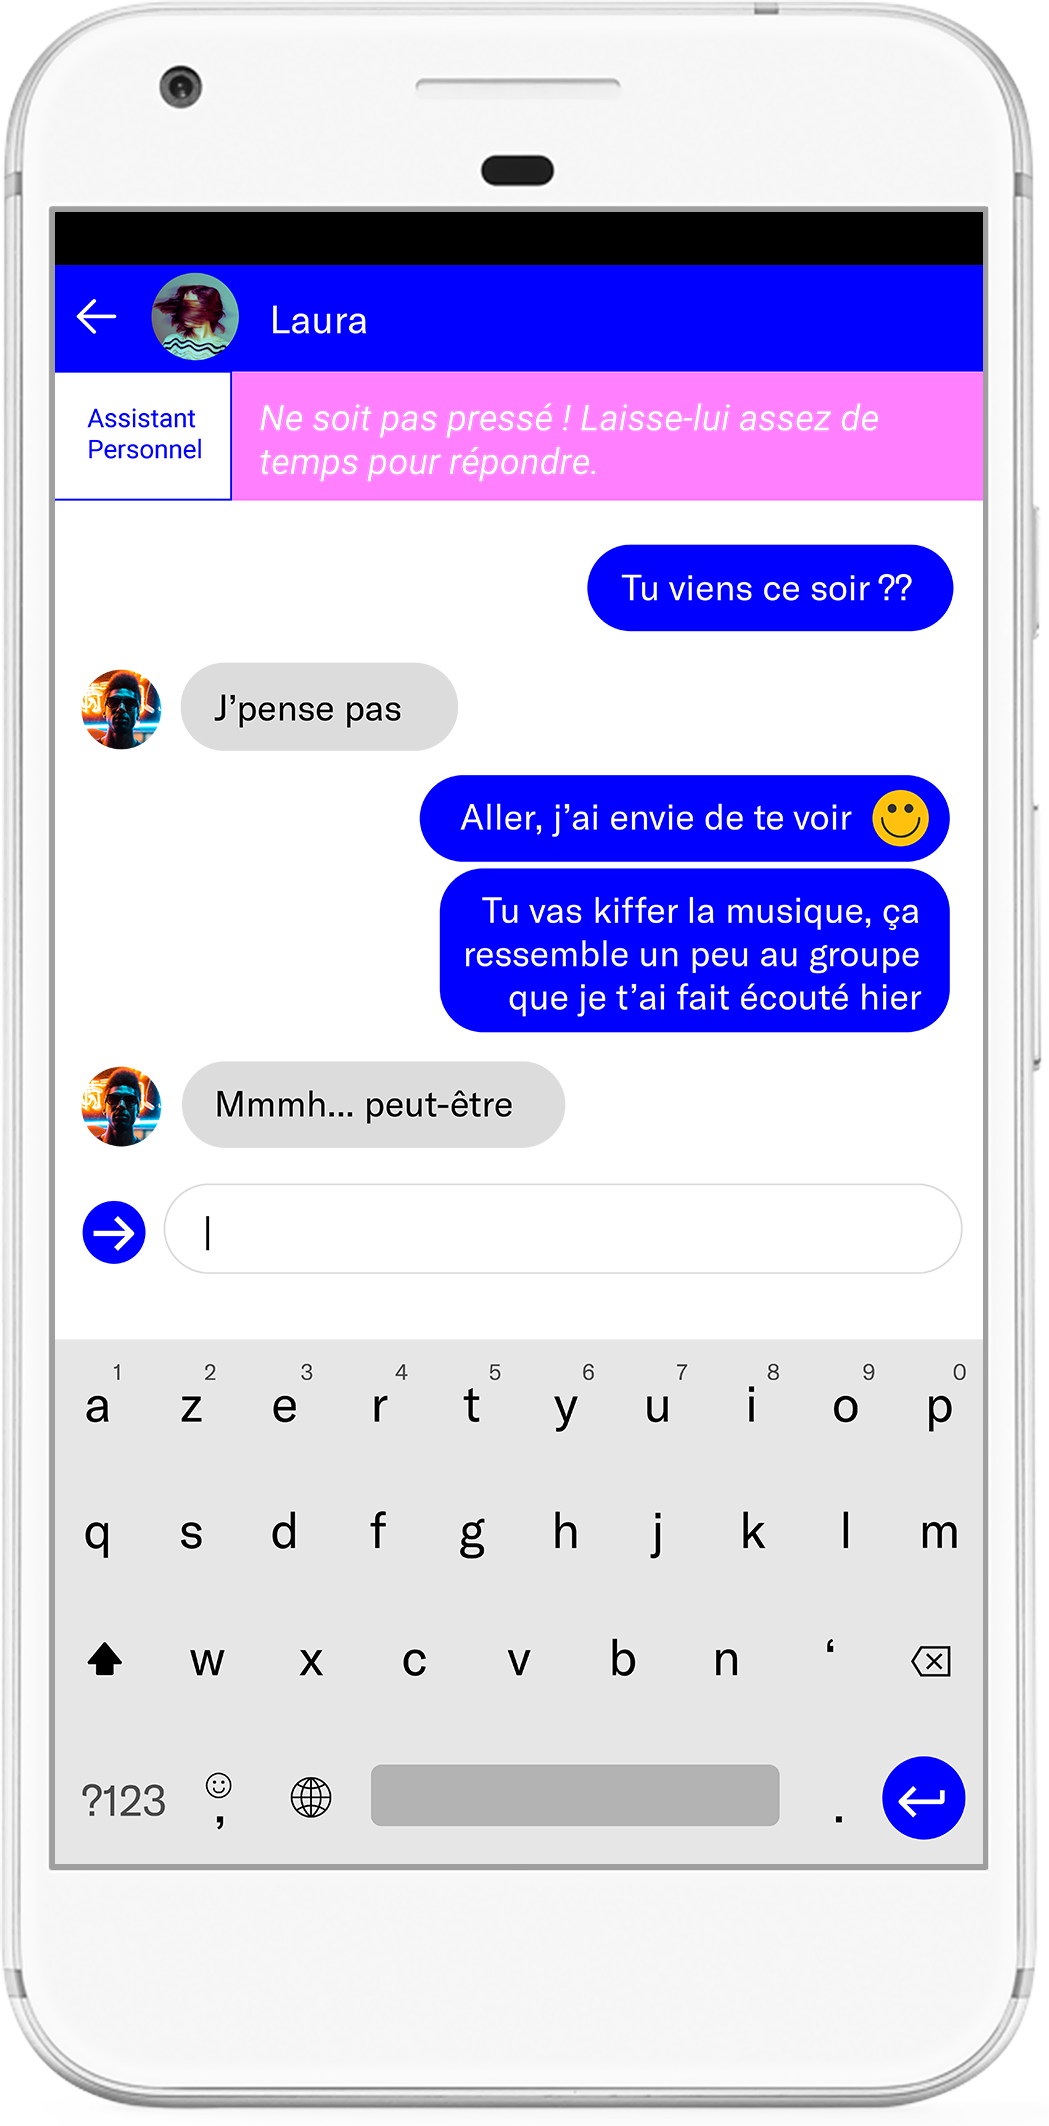 Laura
Assistant
Personnel
Ne soit pas pressé ! Laisse-lui assez de
temps pour répondre.
Tu viens ce soir ??
J’pense pas
Aller, j’ai envie de te voir
Tu vas kiffer la musique, ça
ressemble un peu au groupe
que je t’ai fait écouté hier
Mmmh... peut-être
1 2 3 4 5 6 7 8 9 0
a z e r t y u i o p
q s d f g h j k l m
w x c v b n ‘
?123 , .